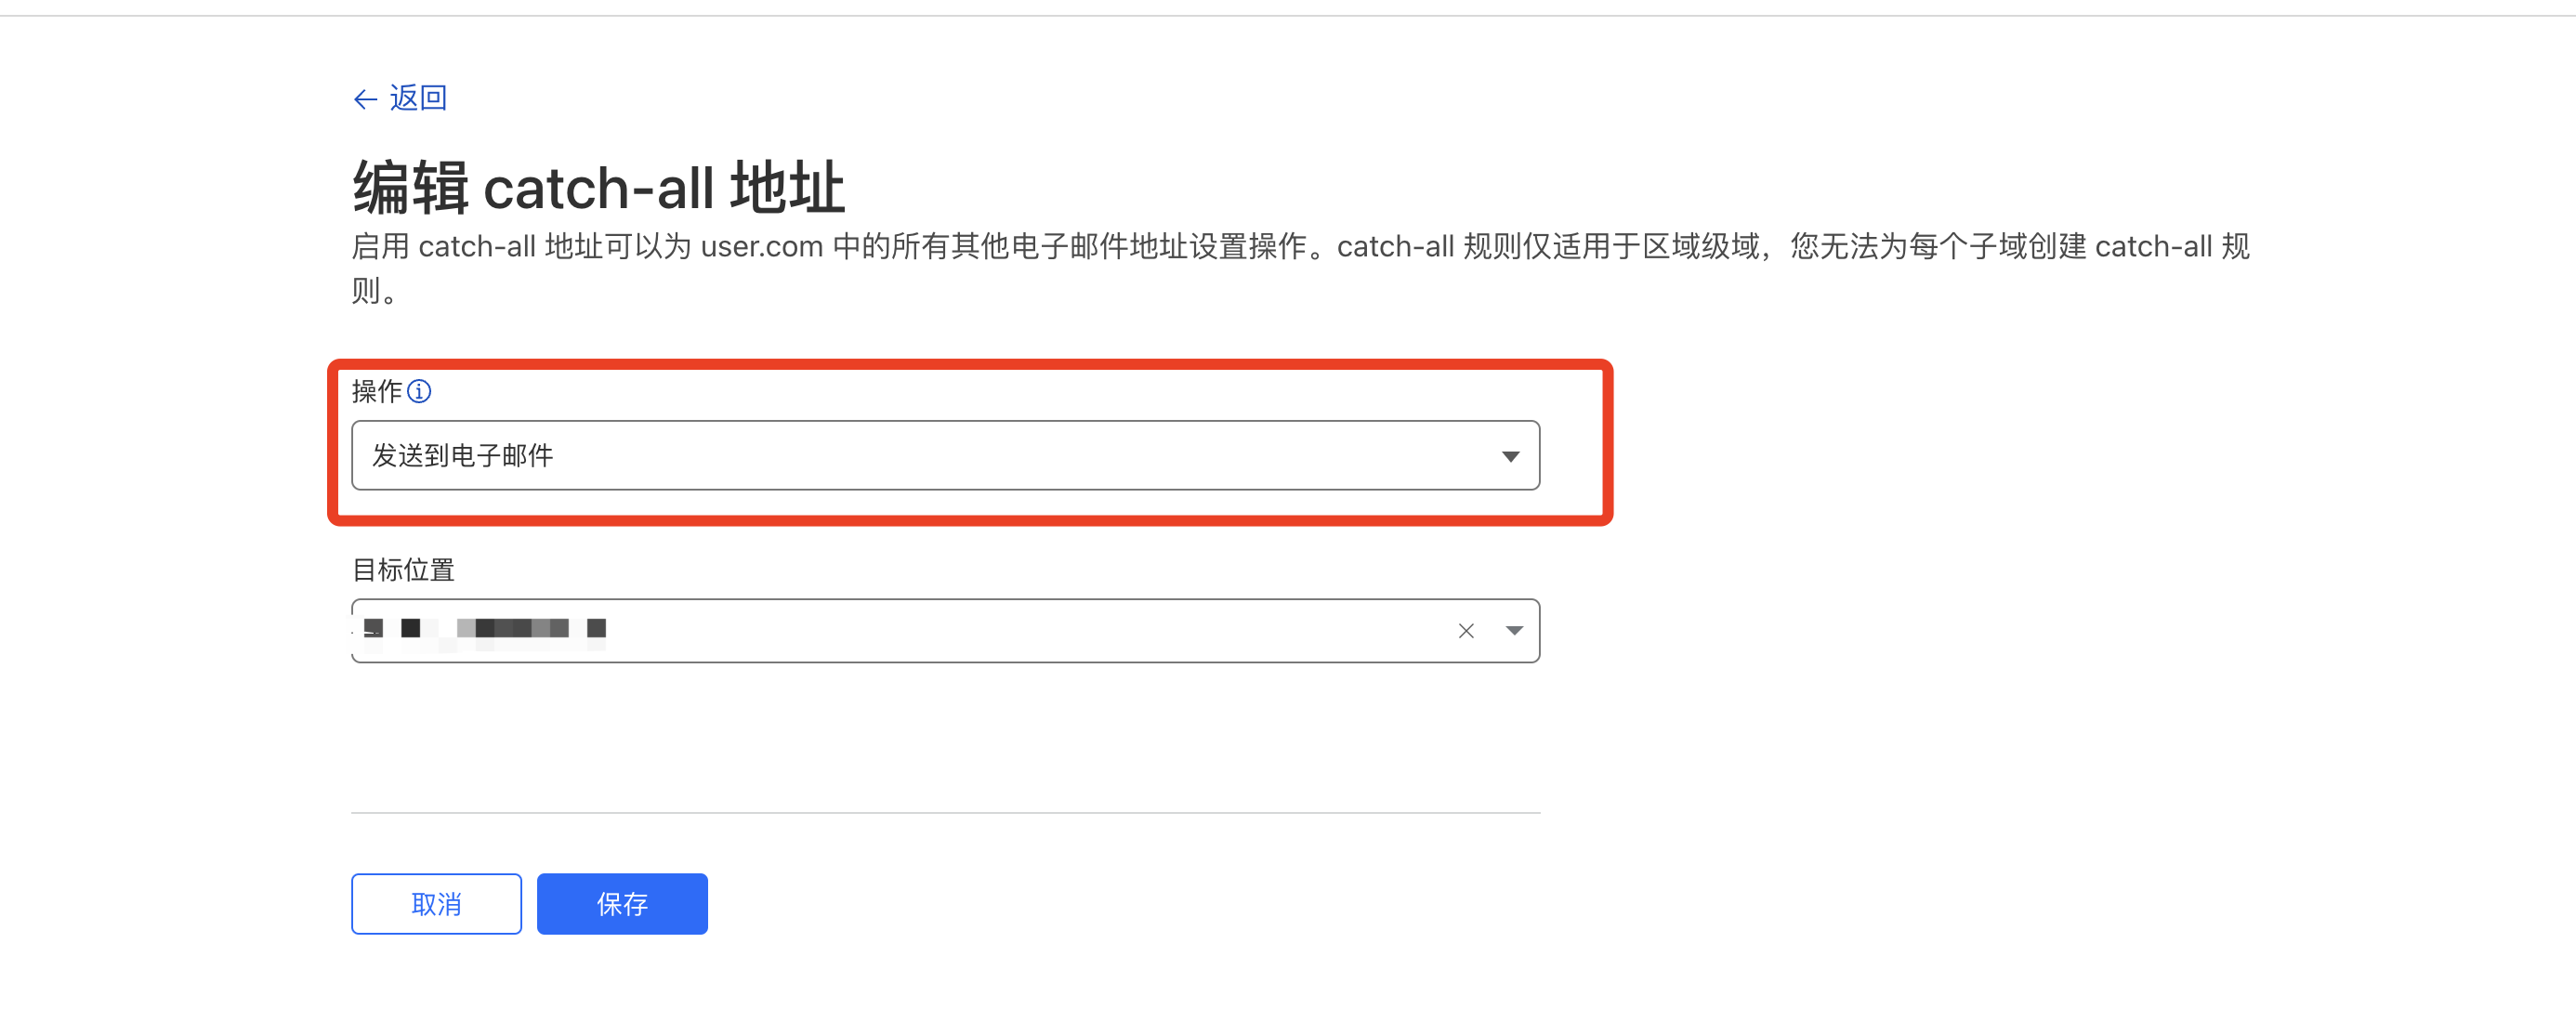 ← 返回
编辑 catch-all 地址
启用 catch-all 地址可以为 user.com 中的所有其他电子邮件地址设置操作。catch-all 规则仅适用于区域级域，您无法为每个子域创建 catch-all 规
则。
操作
发送到电子邮件
目标位置
取消 保存